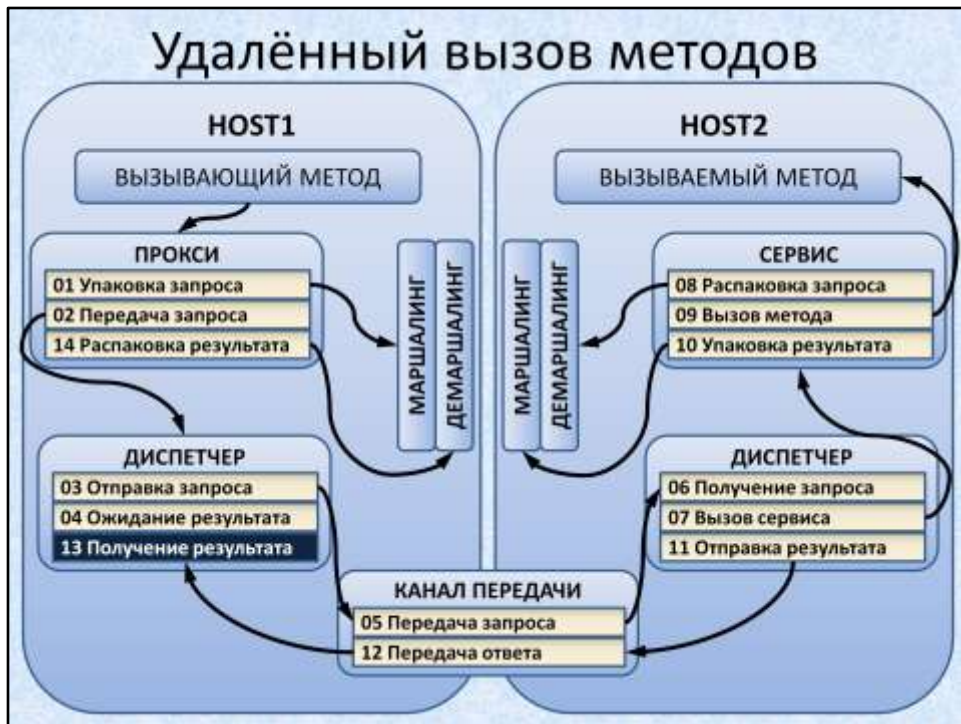 Удалённый вызов методов
HOST1
ВЫЗЫВАЮЩИЙ МЕТОД
ПРОКСИ
01 Упаковка запроса
02 Передача запроса
14 Распаковка результата
МАРШАЛИНГ
ДЕМАРШАЛИНГ
ДИСПЕТЧЕР
03 Отправка запроса
04 Ожидание результата
13 Получение результата
HOST2
ВЫЗЫВАЕМЫЙ МЕТОД
МАРШАЛИНГ
ДЕМАРШАЛИНГ
СЕРВИС
08 Распаковка запроса
09 Вызов метода
10 Упаковка результата
ДИСПЕТЧЕР
06 Получение запроса
07 Вызов сервиса
11 Отправка результата
КАНАЛ ПЕРЕДАЧИ
05 Передача запроса
12 Передача ответа